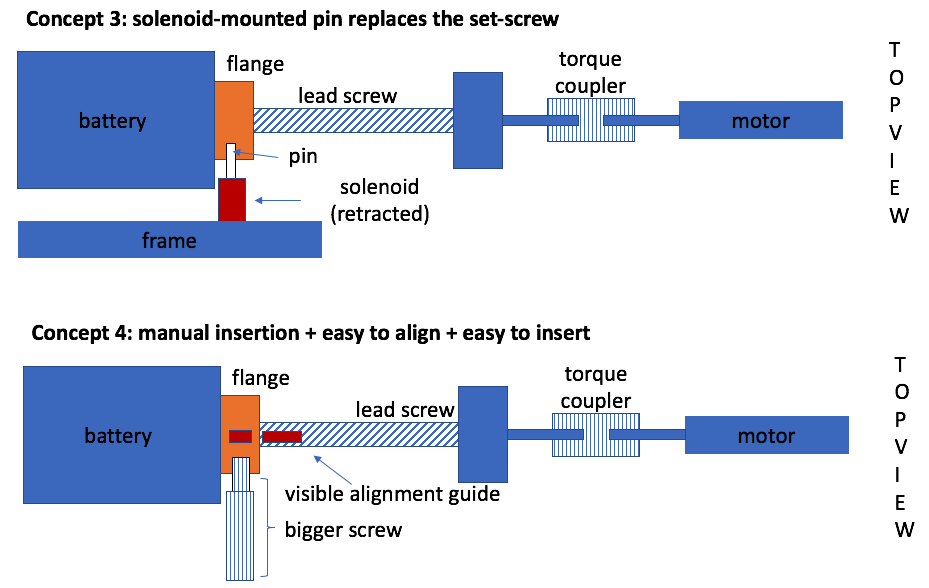 Concept 3: solenoid-mounted pin replaces the set-screw
flange
torque
coupler
lead screw
battery
motor
pin
solenoid
(retracted)
frame
T
O
P
V
I
E
W
Concept 4: manual insertion + easy to align + easy to insert
flange
torque
coupler
lead screw
battery
motor
visible alignment guide
bigger screw
T
O
P
V
I
E
W